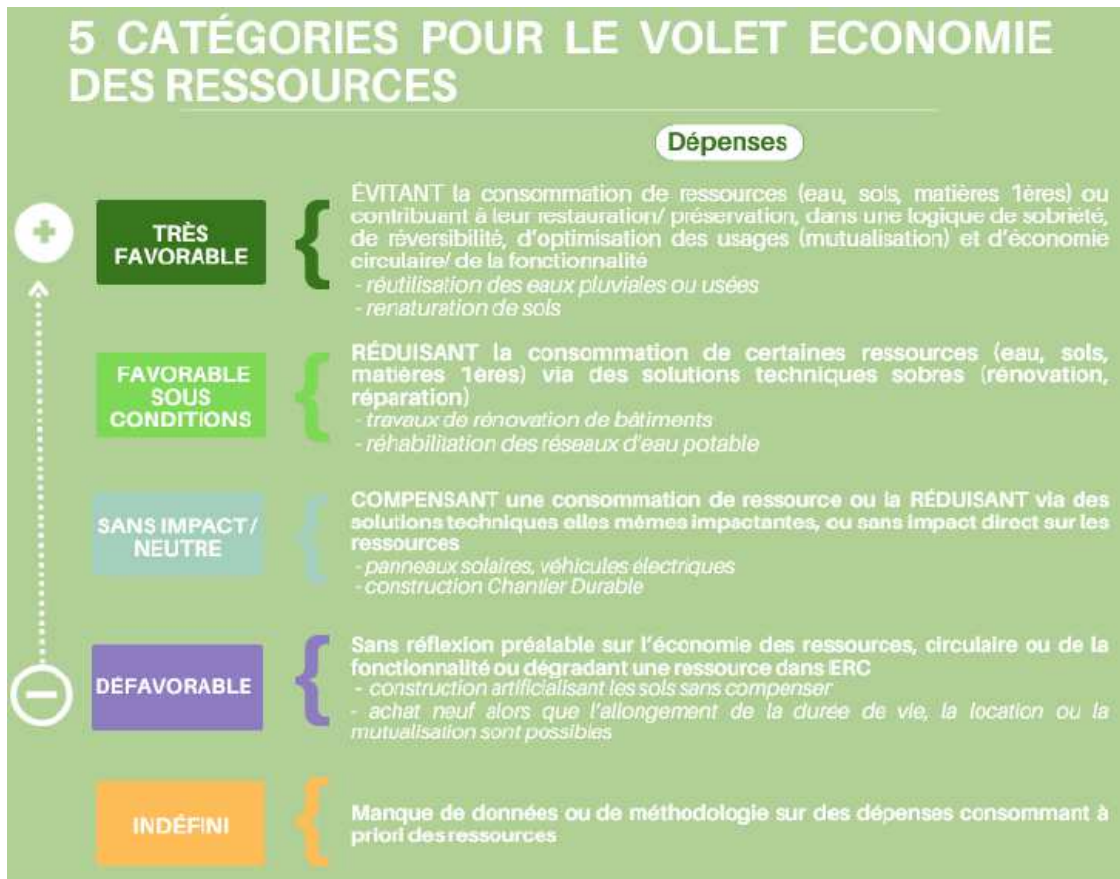 5 CATÉGORIES POUR LE VOLET ECONOMIE
DES RESSOURCES
Dépenses
TRÈS
FAVORABLE
ÉVITANT la consommation de ressources (eau, sols, matières 1ères) ou
contribuant à leur restauration/ préservation, dans une logique de sobriété,
de réversibilité, d'optimisation des usages (mutualisation) et d'économie
circulaire/ de la fonctionnalité
- réutilisation des eaux pluviales ou usées
- renaturation de sols
FAVORABLE
SOUS
CONDITIONS
RÉDUISANT la consommation de certaines ressources (eau, sols,
matières 1ères) via des solutions techniques sobres (rénovation,
réparation)
- travaux de rénovation de bâtiments
- réhabilitation des réseaux d'eau potable
SANS IMPACT/
NEUTRE
COMPENSANT une consommation de ressource ou la RÉDUISANT via des
solutions techniques elles mêmes impactantes, ou sans impact direct sur les
ressources
- panneaux solaires, véhicules électriques
- construction Chantier Durable
DÉFAVORABLE
Sans réflexion préalable sur l'économie des ressources, circulaire ou de la
fonctionnalité ou dégradant une ressource dans ERC
- construction artificialisant les sols sans compenser
- achat neuf alors que l'allongement de la durée de vie, la location ou la
mutualisation sont possibles
INDÉFINI
Manque de données ou de méthodologie sur des dépenses consommant à
priori des ressources